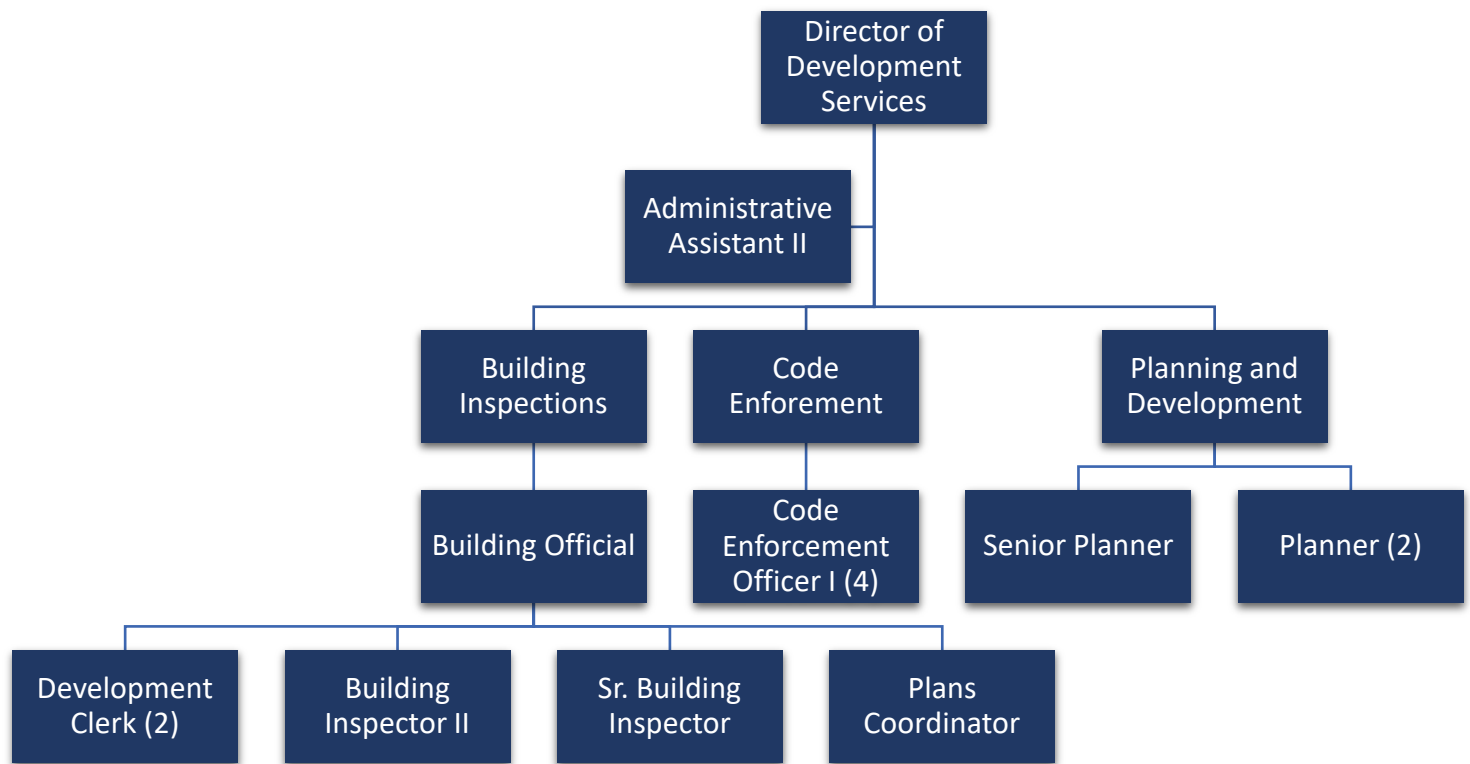 Director of
Development
Services
Administrative
Assistant II
Building
Inspections
Code
Enforement
Planning and
Development
Building Official
Code
Enforcement
Officer I (4)
Senior Planner
Planner (2)
Development
Clerk (2)
Building
Inspector II
Sr. Building
Inspector
Plans
Coordinator